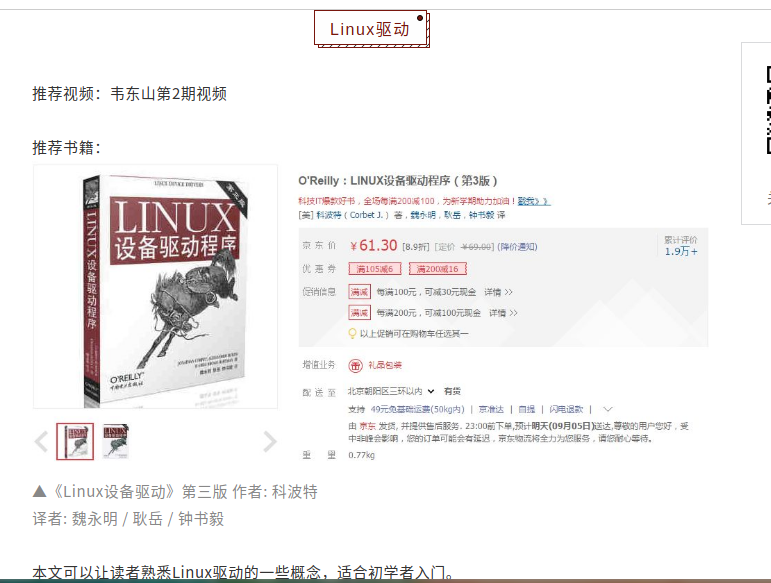 Linux驱动
推荐视频：韦东山第2期视频
推荐书籍：
LINUX DEVICE DRIVERS
第三版
LINUX
设备驱动程序
LINUX设备驱动程序
O'REILLY
O'Reilly：LINUX设备驱动程序（第3版）
科技IT爆款好书，全场每满200减100，为新学期助力加油！戳我》》
[美] 科波特（Corbet J.）著，魏永明，耿岳，钟书毅 译
京东价 ￥61.30 [8.9折] [定价 ￥69.00] (降价通知)
累计评价
1.9万+
优惠券 满105减6 满200减16
促销信息 满减 每满100元，可减30元现金 详情 >>
满减 每满200元，可减100元现金 详情 >>
以上促销可在购物车任选其一
增值业务 礼品包装
配送至 北京朝阳区三环以内 有货
支持 49元免基础运费(50kg内) | 京准达 | 自提 | 闪电退款 |
由 京东 发货, 并提供售后服务. 23:00前下单,预计明天(09月05日)送达,尊敬的用户您好，受
中非峰会影响，您的订单可能会有延迟，京东物流将全力为您服务，请您耐心等待。
重量 0.77kg
▲《Linux设备驱动》第三版 作者: 科波特
译者: 魏永明 / 耿岳 / 钟书毅
本文可以让读者熟悉Linux驱动的一些概念，适合初学者入门。